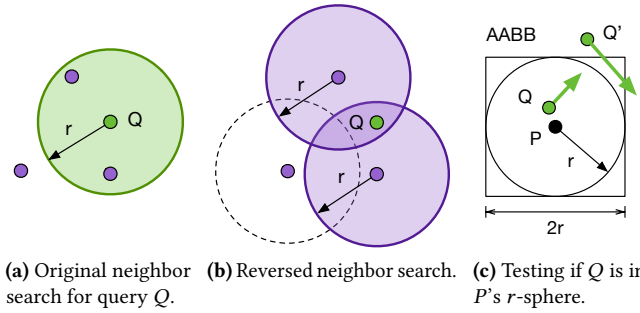 r
Q
r
Q
r
AABB
Q'
Q
P
r
2r
(a) Original neighbor
search for query Q.
(b) Reversed neighbor search.
(c) Testing if Q is in
P's r-sphere.